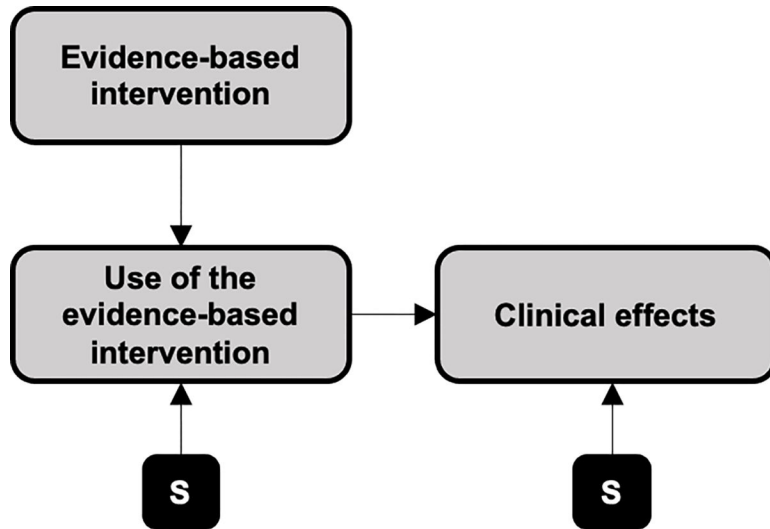 Evidence-based
intervention
Use of the
evidence-based
intervention
Clinical effects
S
S